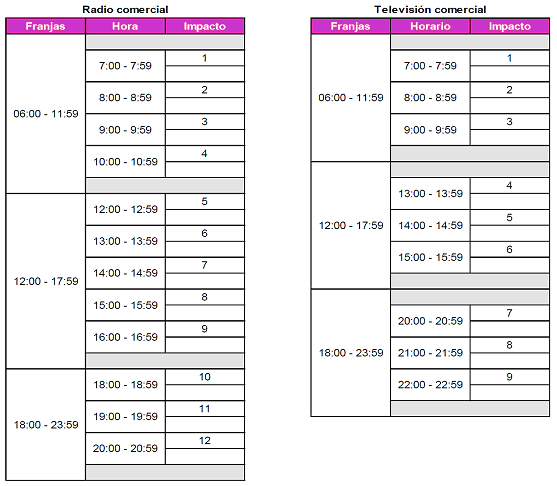 Radio comercial
Franjas Hora Impacto
06:00 - 11:59
7:00 - 7:59 1
8:00 - 8:59 2
9:00 - 9:59 3
10:00 - 10:59 4
12:00 - 17:59
12:00 - 12:59 5
13:00 - 13:59 6
14:00 - 14:59 7
15:00 - 15:59 8
16:00 - 16:59 9
18:00 - 23:59
18:00 - 18:59 10
19:00 - 19:59 11
20:00 - 20:59 12
Televisión comercial
Franjas Horario Impacto
06:00 - 11:59
7:00 - 7:59 1
8:00 - 8:59 2
9:00 - 9:59 3
12:00 - 17:59
13:00 - 13:59 4
14:00 - 14:59 5
15:00 - 15:59 6
18:00 - 23:59
20:00 - 20:59 7
21:00 - 21:59 8
22:00 - 22:59 9